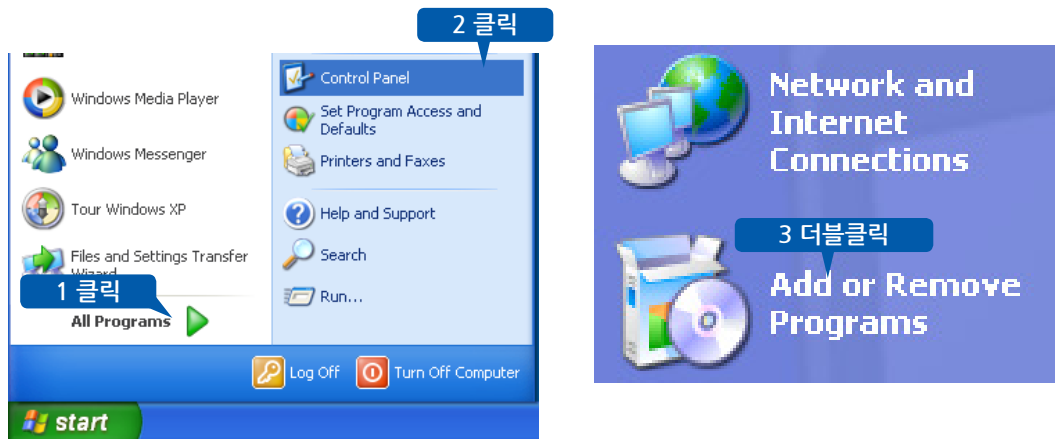 2 클릭
Windows Media Player
Windows Messenger
Tour Windows XP
Files and Settings Transfer
1 클릭
All Programs
Control Panel
Set Program Access and
Defaults
Printers and Faxes
Help and Support
Search
Run...
Log Off
Turn Off Computer
start
Network and
Internet
Connections
3 더블클릭
Add or Remove
Programs